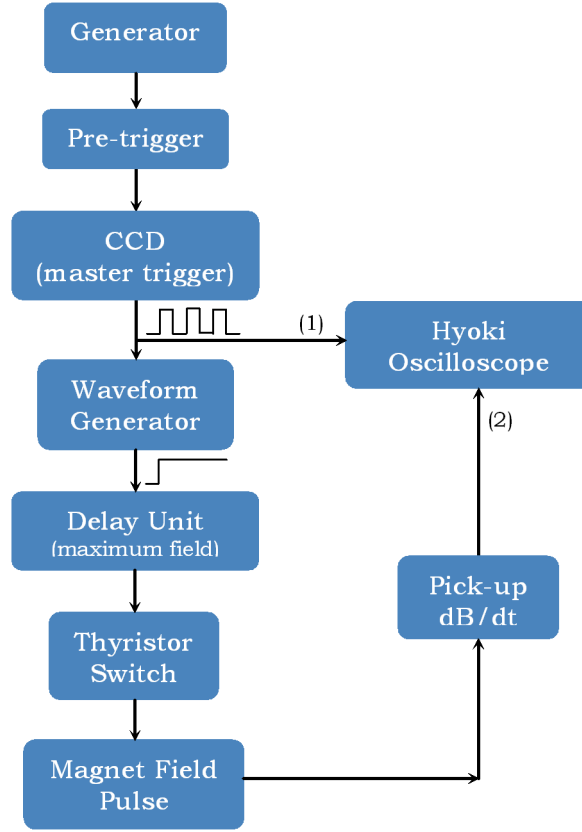 Generator
Pre-trigger
CCD
(master trigger)
(1)
Hyoki
Oscilloscope
Waveform
Generator
(2)
Delay Unit
(maximum field)
Pick-up
dB/dt
Thyristor
Switch
Magnet Field
Pulse